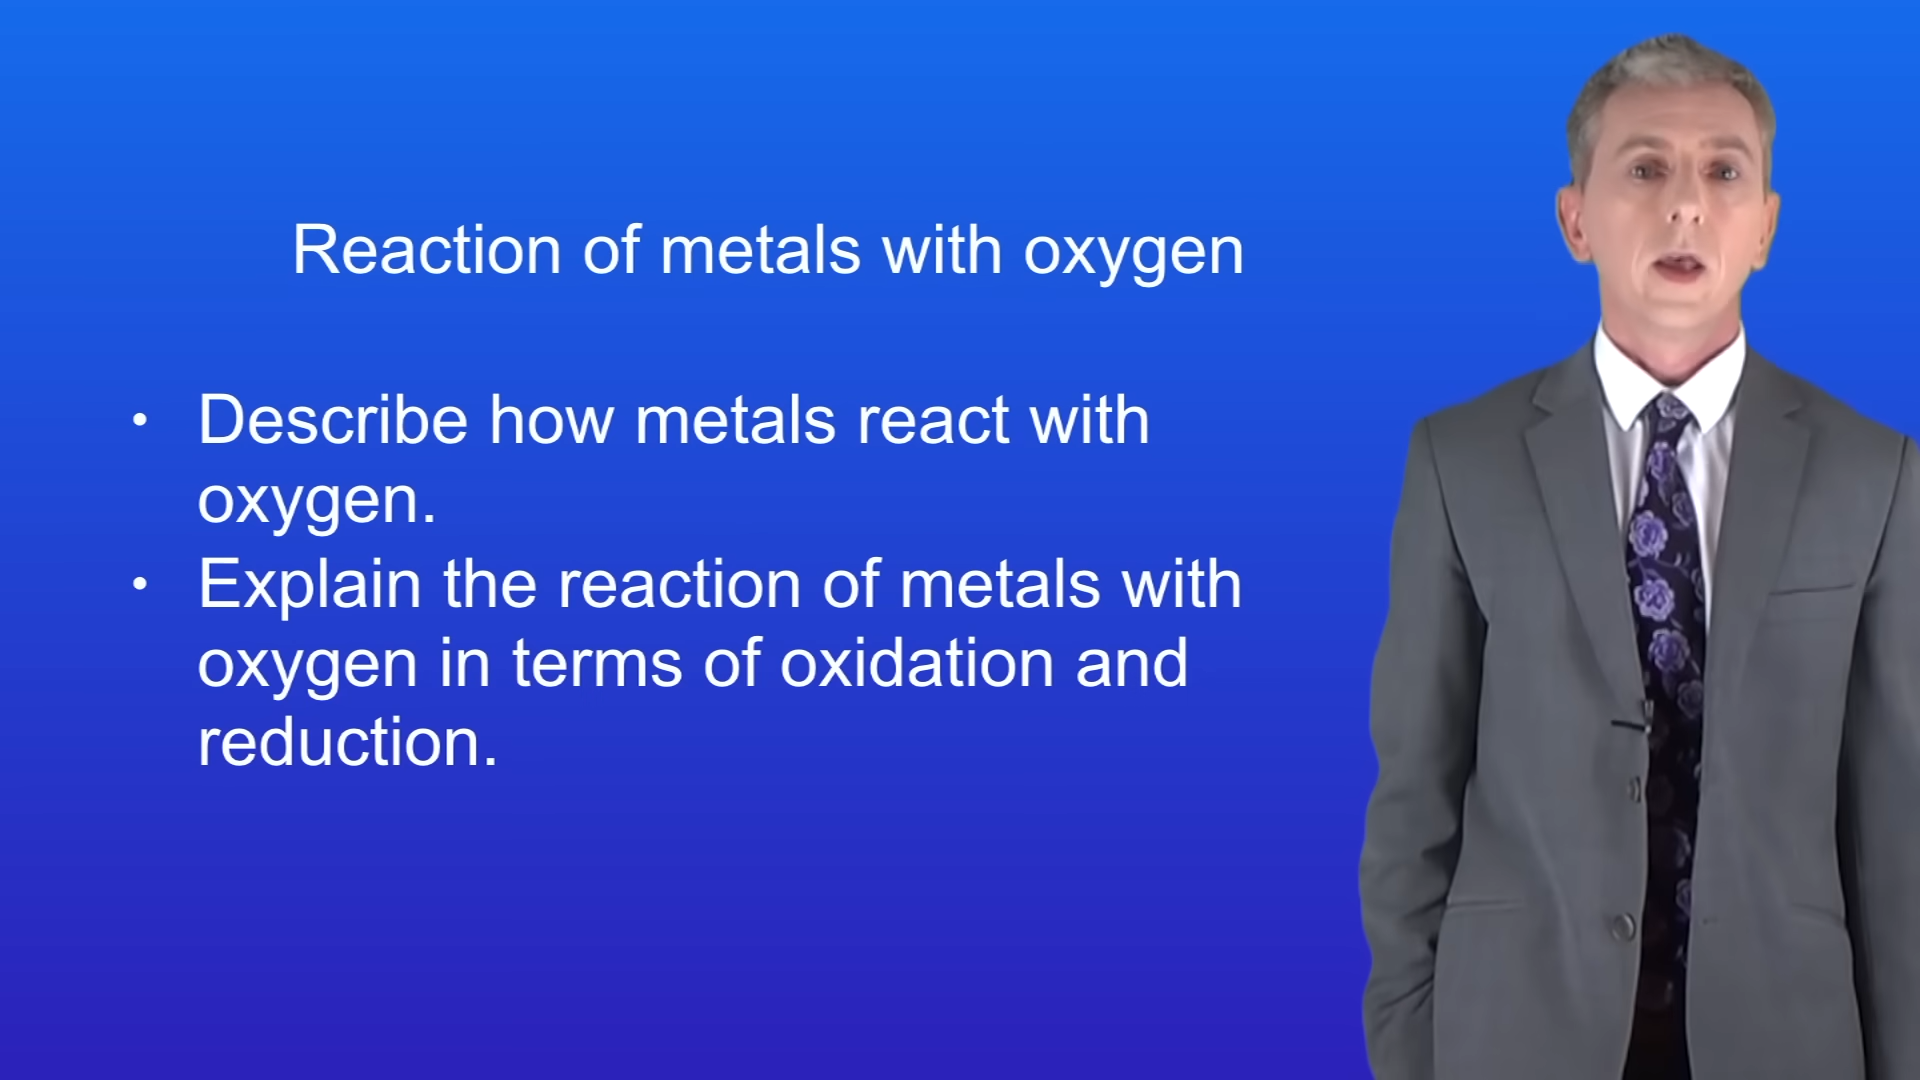 Reaction of metals with oxygen
• Describe how metals react with
oxygen.
• Explain the reaction of metals with
oxygen in terms of oxidation and
reduction.